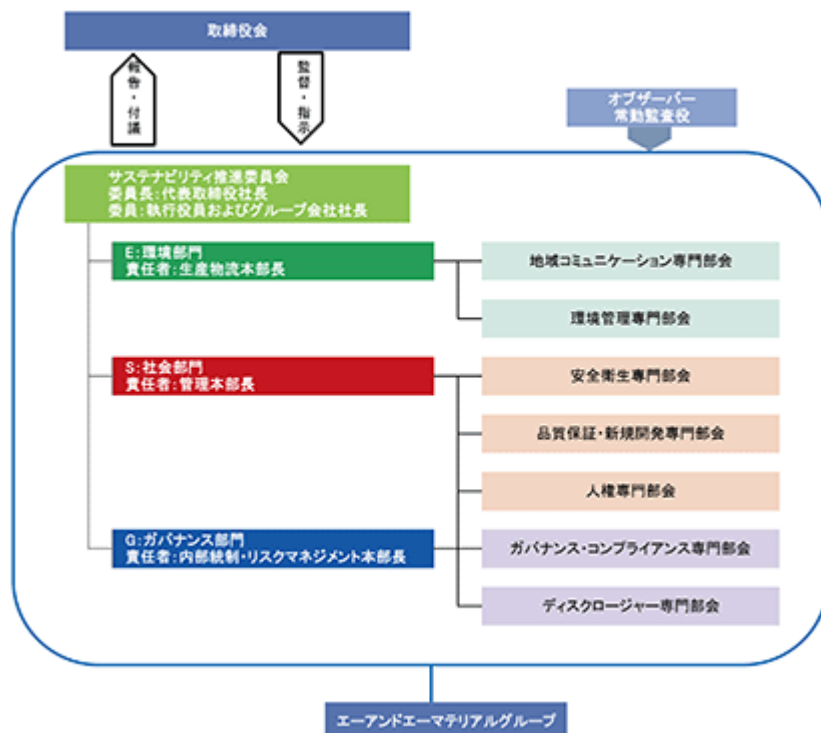 取締役会
報告・付議
監督・指示
オブザーバー
常勤監査役
サステナビリティ推進委員会
委員長:代表取締役社長
委員:執行役員およびグループ会社社長
E:環境部門
責任者:生産物流本部長
地域コミュニケーション専門部会
環境管理専門部会
S:社会部門
責任者:管理本部長
安全衛生専門部会
品質保証・新規開発専門部会
人権専門部会
G:ガバナンス部門
責任者:内部統制・リスクマネジメント本部長
ガバナンス・コンプライアンス専門部会
ディスクロージャー専門部会
エーアンドエーマテリアルグループ